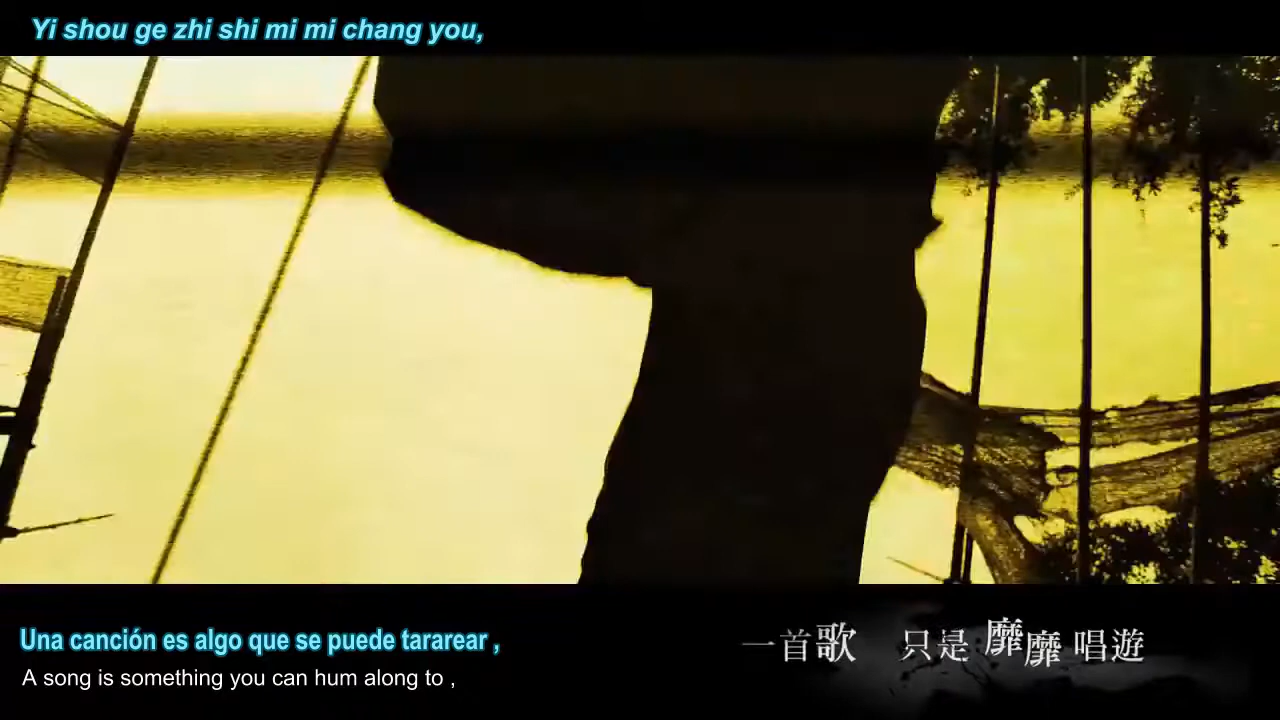 Yi shou ge zhi shi mi mi chang you,
Una canción es algo que se puede tararear ,
A song is something you can hum along to ,
一首歌 只是 靡靡 唱遊